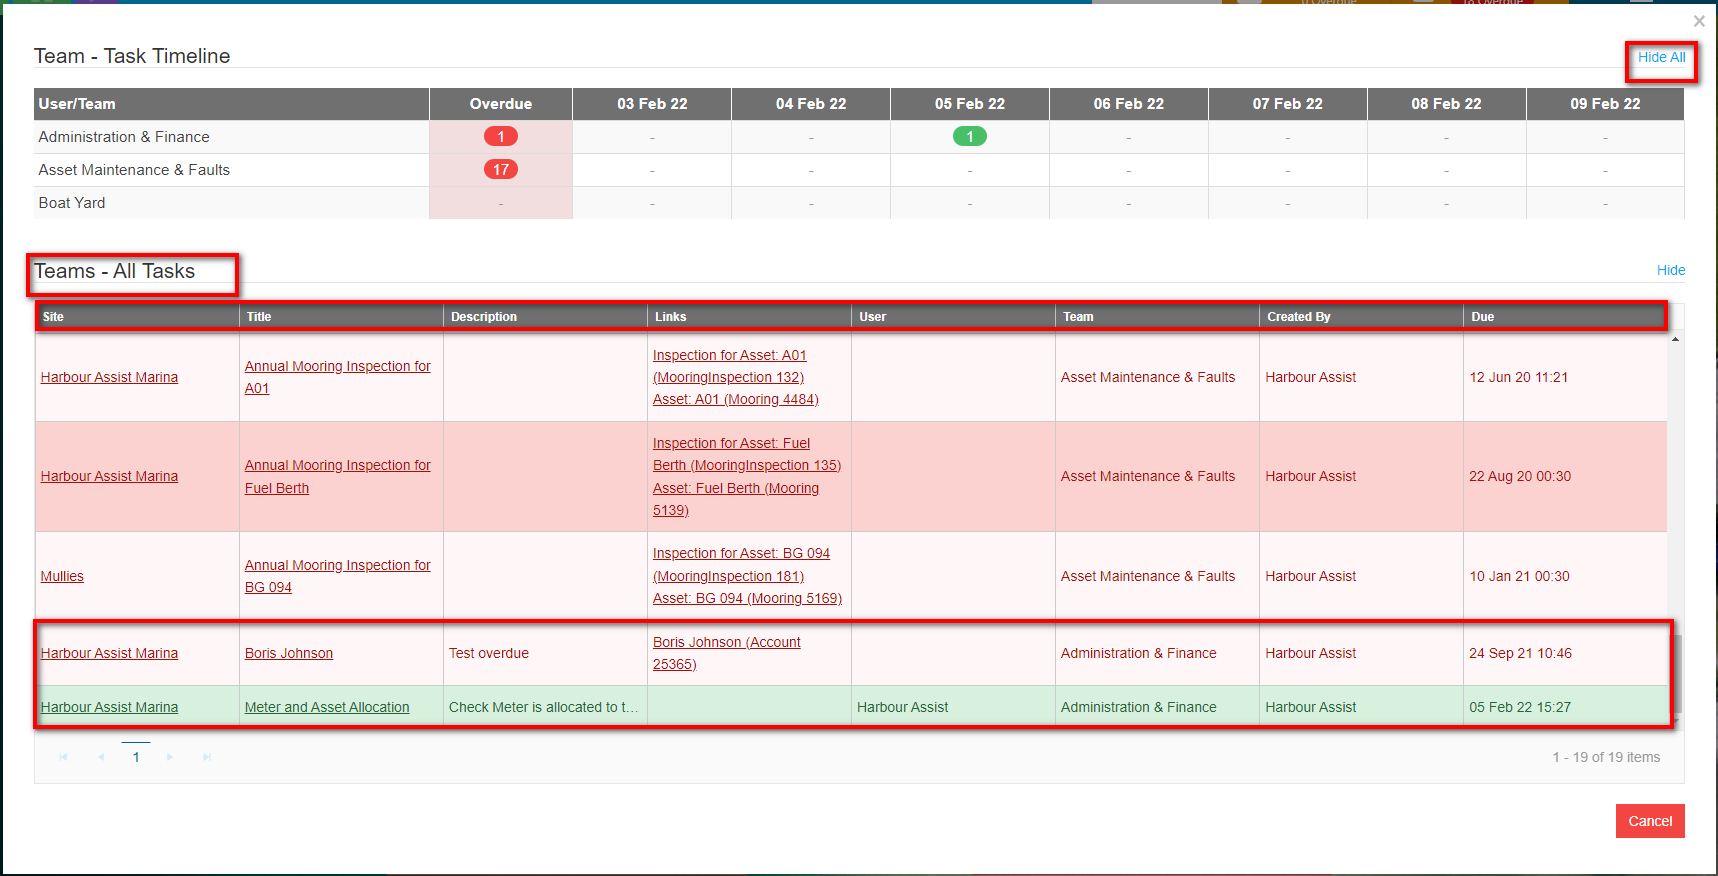 0 Overdue
18 Overdue
×
Team - Task Timeline
Hide All
User/Team Overdue 03 Feb 22 04 Feb 22 05 Feb 22 06 Feb 22 07 Feb 22 08 Feb 22 09 Feb 22
Administration & Finance 1 - - 1 - - - -
Asset Maintenance & Faults 17 - - - - - - -
Boat Yard - - - - - - - -
Teams - All Tasks
Hide
Site Title Description Links User Team Created By Due
Inspection for Asset: A01
Annual Mooring Inspection for
Harbour Assist Marina (MooringInspection 132) Asset Maintenance & Faults Harbour Assist 12 Jun 20 11:21
A01
Asset: A01 (Mooring 4484)
Inspection for Asset: Fuel
Annual Mooring Inspection for Berth (MooringInspection 135)
Harbour Assist Marina Asset Maintenance & Faults Harbour Assist 22 Aug 20 00:30
Fuel Berth Asset: Fuel Berth (Mooring
5139)
Inspection for Asset: BG 094
Annual Mooring Inspection for
Mullies (MooringInspection 181) Asset Maintenance & Faults Harbour Assist 10 Jan 21 00:30
BG 094
Asset: BG 094 (Mooring 5169)
Boris Johnson (Account
Harbour Assist Marina Boris Johnson Test overdue Administration & Finance Harbour Assist 24 Sep 21 10:46
25365)
Harbour Assist Marina Meter and Asset Allocation Check Meter is allocated to t... Harbour Assist Administration & Finance Harbour Assist 05 Feb 22 15:27
1
1 - 19 of 19 items
Cancel